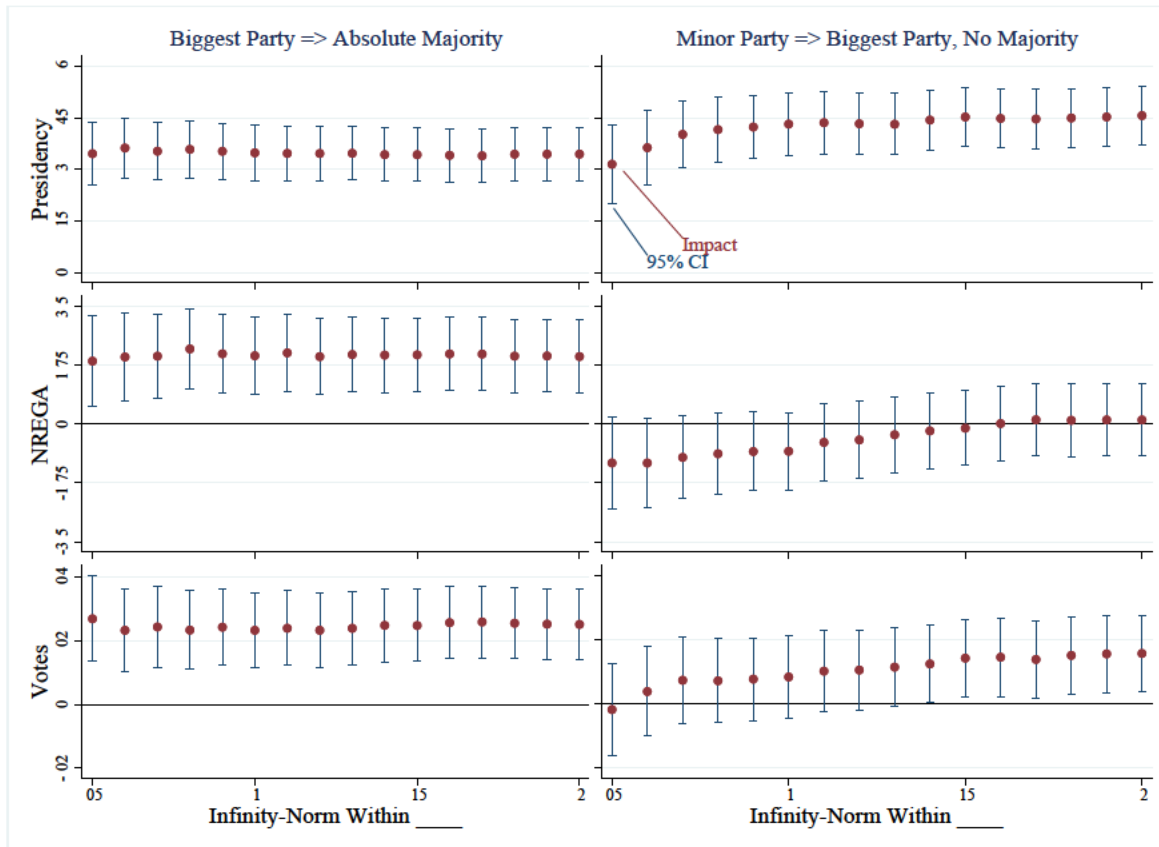 Biggest Party => Absolute Majority
Minor Party => Biggest Party, No Majority
Presidency
6
45
3
15
0
Impact
95% CI
NREGA
3 5
1 75
0
-1 75
-3 5
Votes
04
02
0
- 02
05
1
15
2
05
1
15
2
Infinity-Norm Within ____
Infinity-Norm Within ____